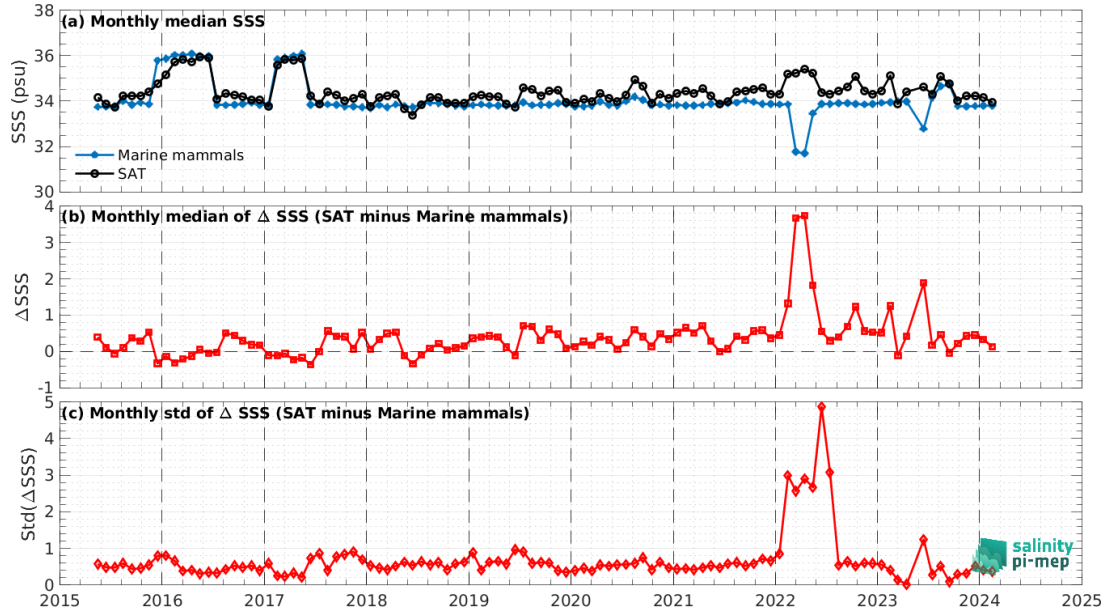 (a) Monthly median SSS
38
36
34
32
30
SSS (psu)
Marine mammals
SAT
(b) Monthly median of Δ SSS (SAT minus Marine mammals)
4
3
2
1
0
-1
ΔSSS
(c) Monthly std of Δ SSS (SAT minus Marine mammals)
5
4
3
2
1
0
Std(ΔSSS)
salinity
pi-mep
2015 2016 2017 2018 2019 2020 2021 2022 2023 2024 2025